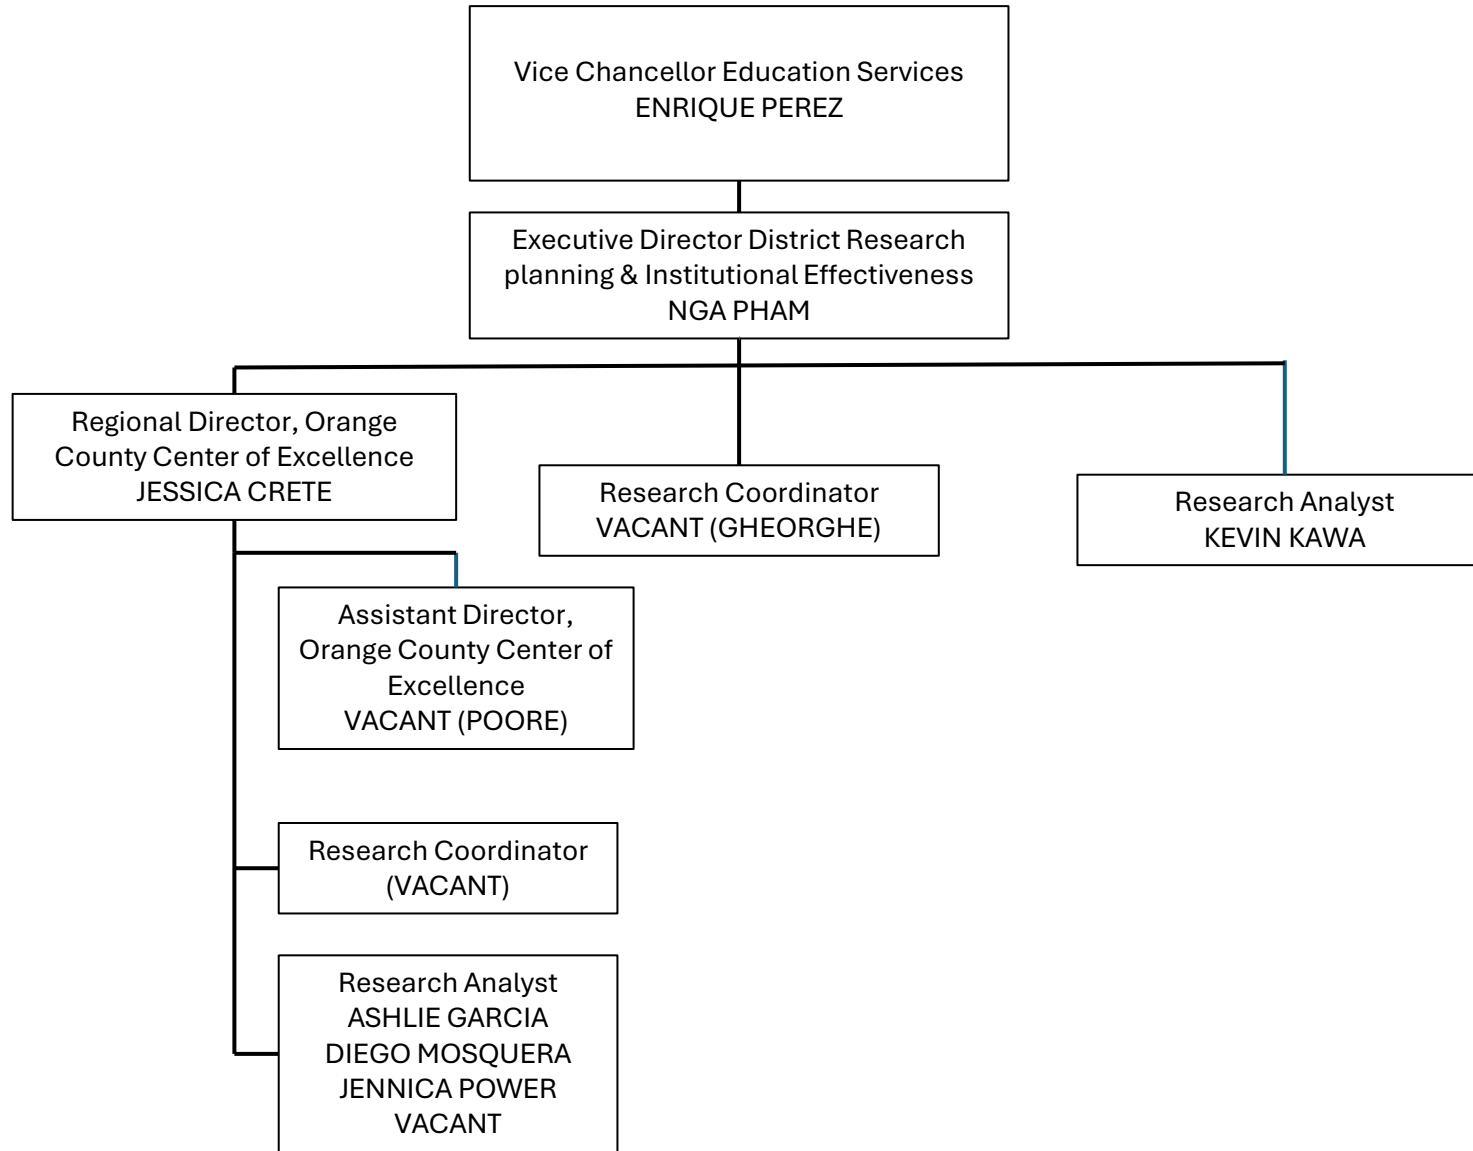 Vice Chancellor Education Services
ENRIQUE PEREZ
Executive Director District Research
planning & Institutional Effectiveness
NGA PHAM
Regional Director, Orange
County Center of Excellence
JESSICA CRETE
Research Coordinator
VACANT (GHEORGHE)
Research Analyst
KEVIN KAWA
Assistant Director,
Orange County Center of
Excellence
VACANT (POORE)
Research Coordinator
(VACANT)
Research Analyst
ASHLIE GARCIA
DIEGO MOSQUERA
JENNICA POWER
VACANT